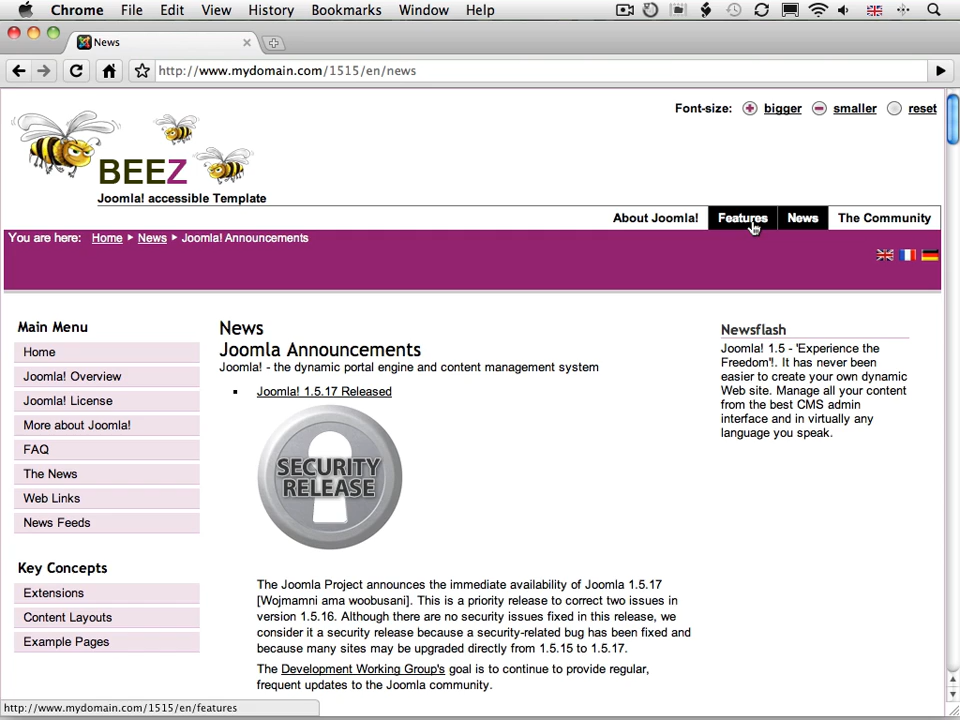 Chrome File Edit View History Bookmarks Window Help
News
http://www.mydomain.com/1515/en/news
Font-size: bigger smaller reset
BEEZ
Joomla! accessible Template
About Joomla! Features News The Community
You are here: Home News Joomla! Announcements
Main Menu
Home
Joomla! Overview
Joomla! License
More about Joomla!
FAQ
The News
Web Links
News Feeds
Key Concepts
Extensions
Content Layouts
Example Pages
News
Joomla Announcements
Joomla! - the dynamic portal engine and content management system
Joomla! 1.5.17 Released
SECURITY
RELEASE
The Joomla Project announces the immediate availability of Joomla 1.5.17
[Wojmamni ama woobusani]. This is a priority release to correct two issues in
version 1.5.16. Although there are no security issues fixed in this release, we
consider it a security release because a security-related bug has been fixed and
because many sites may be upgraded directly from 1.5.15 to 1.5.17.
The Development Working Group's goal is to continue to provide regular,
frequent updates to the Joomla community.
Newsflash
Joomla! 1.5 - 'Experience the
Freedom'!. It has never been
easier to create your own dynamic
Web site. Manage all your content
from the best CMS admin
interface and in virtually any
language you speak.
http://www.mydomain.com/1515/en/features